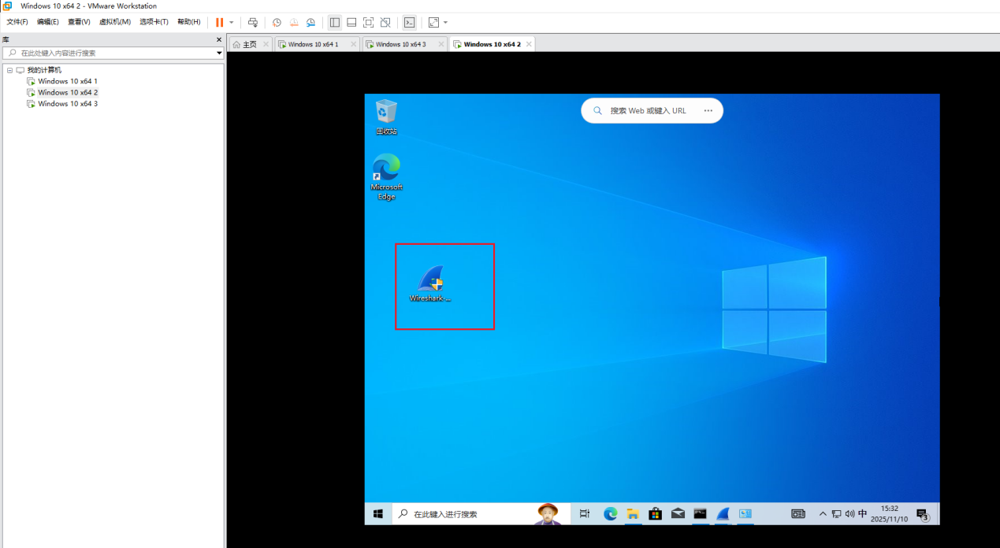 Windows 10 x64 2 - VMware Workstation
文件(F) 编辑(E) 查看(V) 虚拟机(M) 选项卡(T) 帮助(H)
库
在此处键入内容进行搜索
我的计算机
Windows 10 x64 1
Windows 10 x64 2
Windows 10 x64 3
主页 Windows 10 x64 1 Windows 10 x64 3 Windows 10 x64 2
回收站
搜索 Web 或键入 URL
Microsoft
Edge
Wireshark-...
在此键入进行搜索
中
15:32
2025/11/10
3